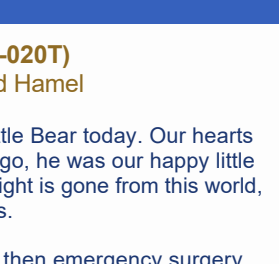 -020T)
d Hamel
tle Bear today. Our hearts
go, he was our happy little
ight is gone from this world,
s.
then emergency surgery